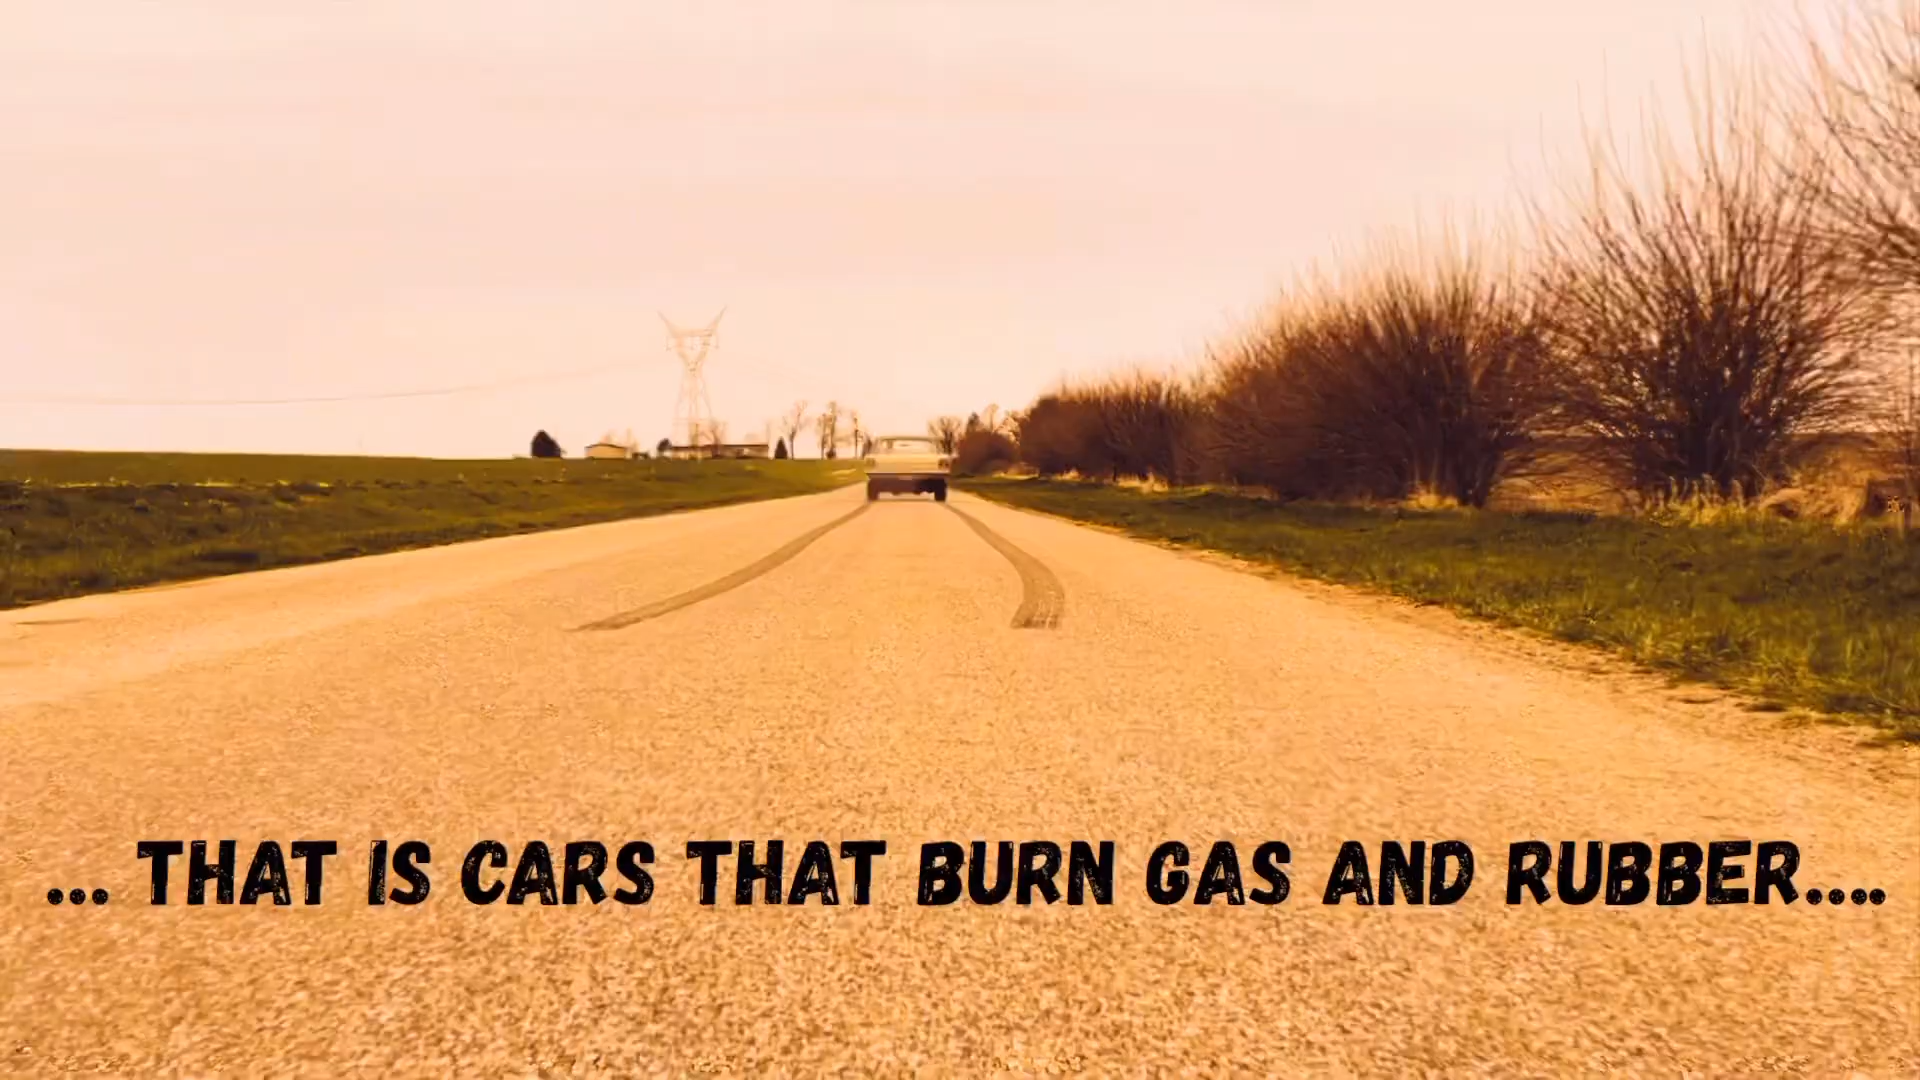 ... THAT IS CARS THAT BURN GAS AND RUBBER....